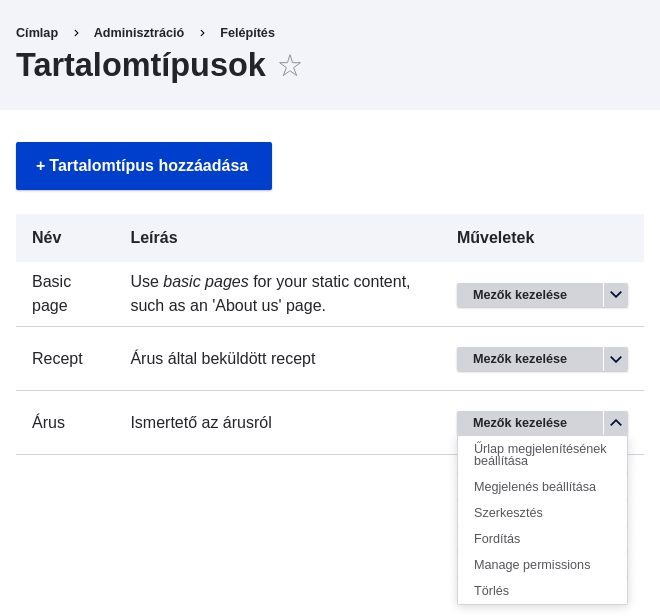 Címlap › Adminisztráció › Felépítés
Tartalomtípusok ☆
+ Tartalomtípus hozzáadása
Név Leírás Műveletek
Basic page
Use basic pages for your static content,
such as an 'About us' page.
Mezők kezelése
Recept Árus által beküldött recept Mezők kezelése
Árus Ismertető az árusról Mezők kezelése
Űrlap megjelenítésének
beállítása
Megjelenés beállítása
Szerkesztés
Fordítás
Manage permissions
Törlés